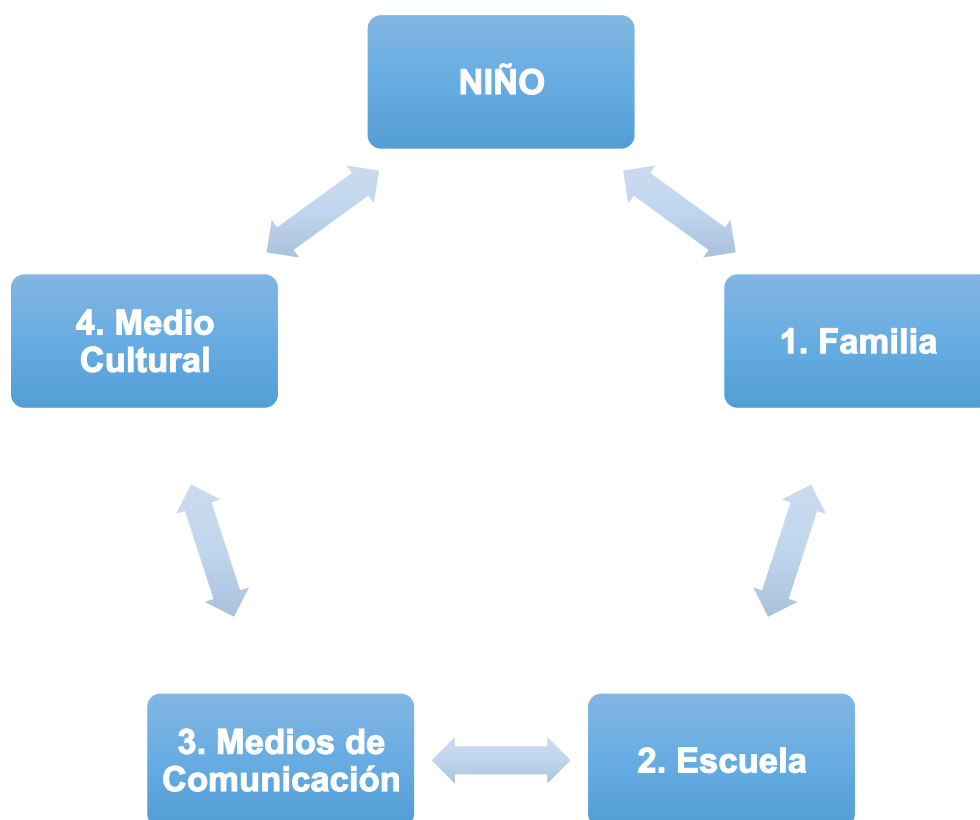 NIÑO
1. Familia
2. Escuela
3. Medios de
Comunicación
4. Medio
Cultural